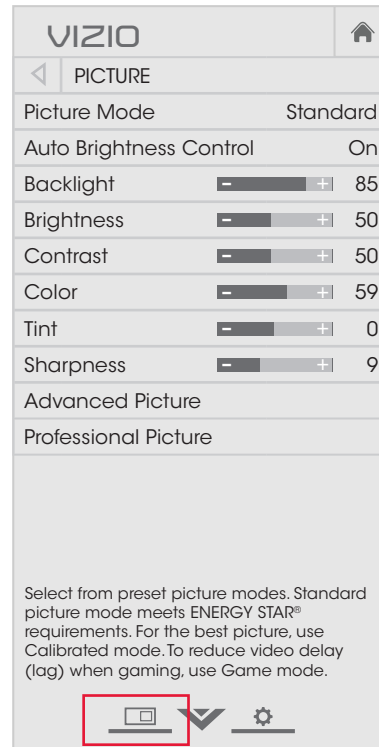 VIZIO
PICTURE
Picture Mode Standard
Auto Brightness Control On
Backlight - + 85
Brightness - + 50
Contrast - + 50
Color - + 59
Tint - + 0
Sharpness - + 9
Advanced Picture
Professional Picture
Select from preset picture modes. Standard
picture mode meets ENERGY STAR®
requirements. For the best picture, use
Calibrated mode. To reduce video delay
(lag) when gaming, use Game mode.